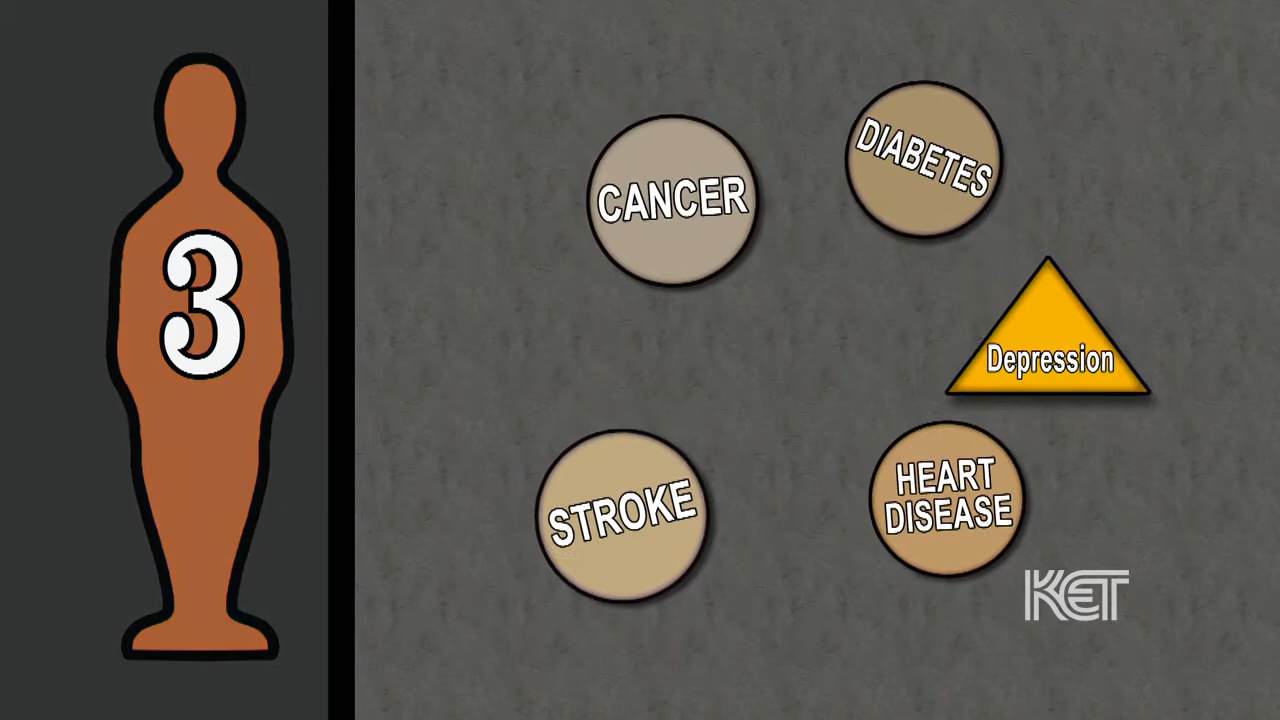 3
CANCER
DIABETES
Depression
STROKE
HEART
DISEASE
KET